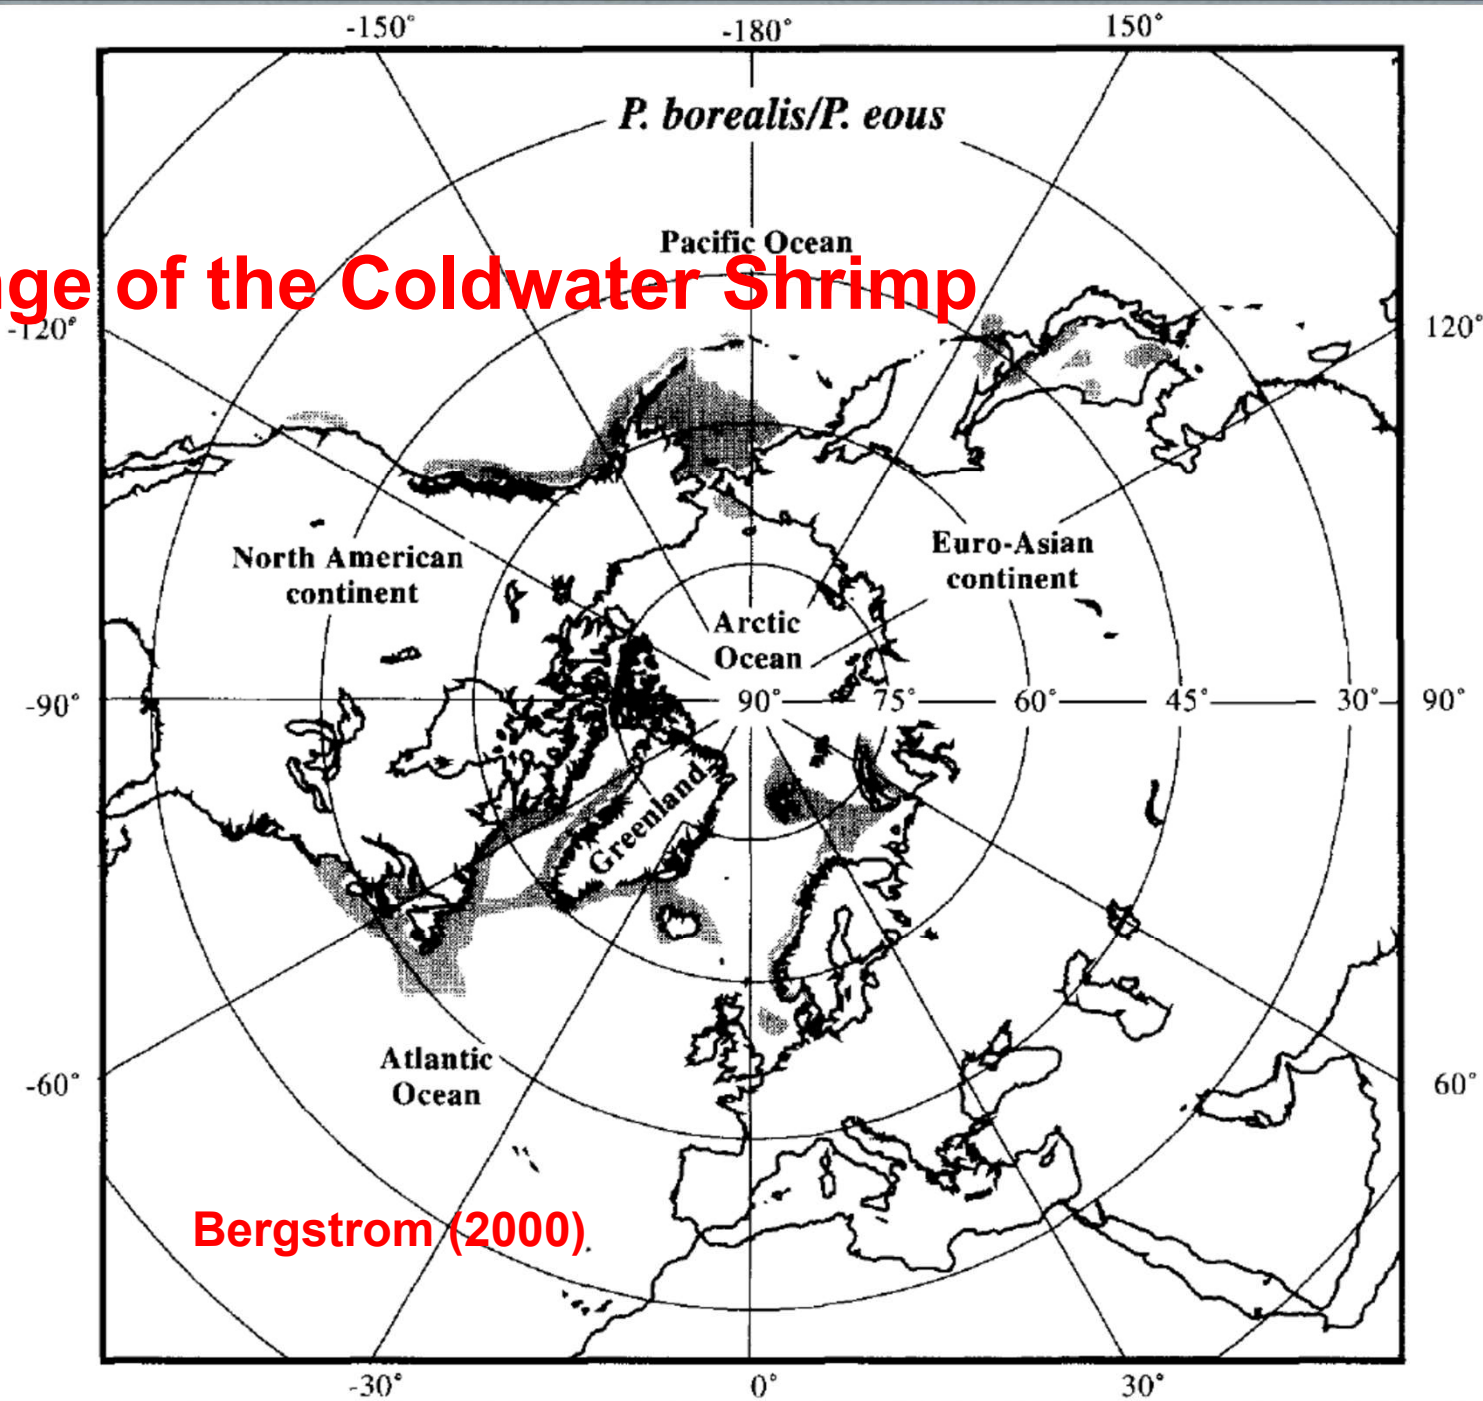 -150° -180° 150°
P. borealis/P. eous
Pacific Ocean
of the Coldwater Shrimp
-120° 120°
North American
continent
Euro-Asian
continent
Arctic
Ocean
-90° 90° 75° 60° 45° 30° 90°
Greenland
Atlantic
Ocean
-60° 60°
Bergstrom (2000)
-30° 0° 30°